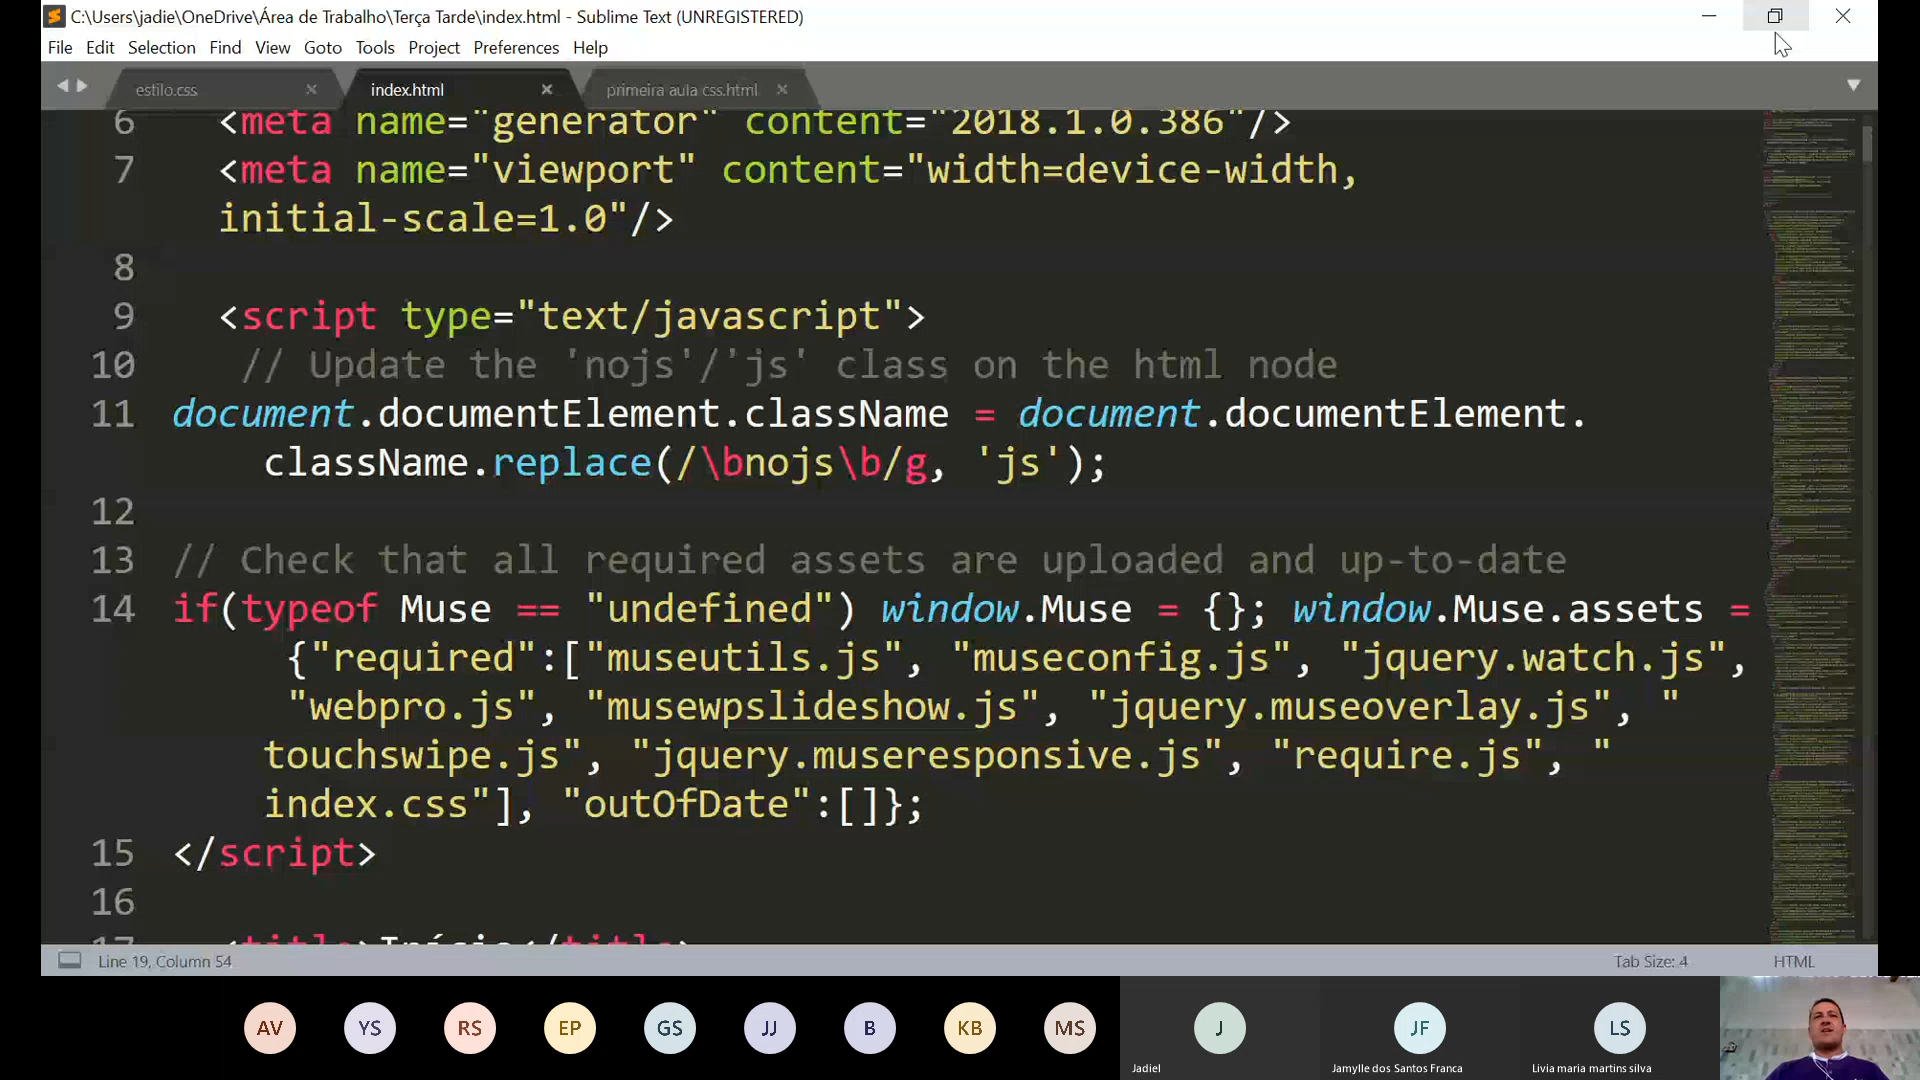 C:\Users\jadie\OneDrive\Área de Trabalho\Terça Tarde\index.html - Sublime Text (UNREGISTERED)
File Edit Selection Find View Goto Tools Project Preferences Help
estilo.css index.html primeira aula css.html
6 <meta name="generator" content="2018.1.0.386"/>
7 <meta name="viewport" content="width=device-width,
initial-scale=1.0"/>
8
9 <script type="text/javascript">
10 // Update the 'nojs'/'js' class on the html node
11 document.documentElement.className = document.documentElement.
className.replace(/\bnojs\b/g, 'js');
12
13 // Check that all required assets are uploaded and up-to-date
14 if(typeof Muse == "undefined") window.Muse = {}; window.Muse.assets =
{"required":["museutils.js", "museconfig.js", "jquery.watch.js",
"webpro.js", "musewpslideshow.js", "jquery.museoverlay.js", "
touchswipe.js", "jquery.museresponsive.js", "require.js", "
index.css"], "outOfDate":[]};
15 </script>
16
17 <title>Início</title>
Line 19, Column 54 Tab Size: 4 HTML
AV YS RS EP GS JJ B KB MS J JF LS
Jadiel Jamylle dos Santos Franca Livia maria martins silva